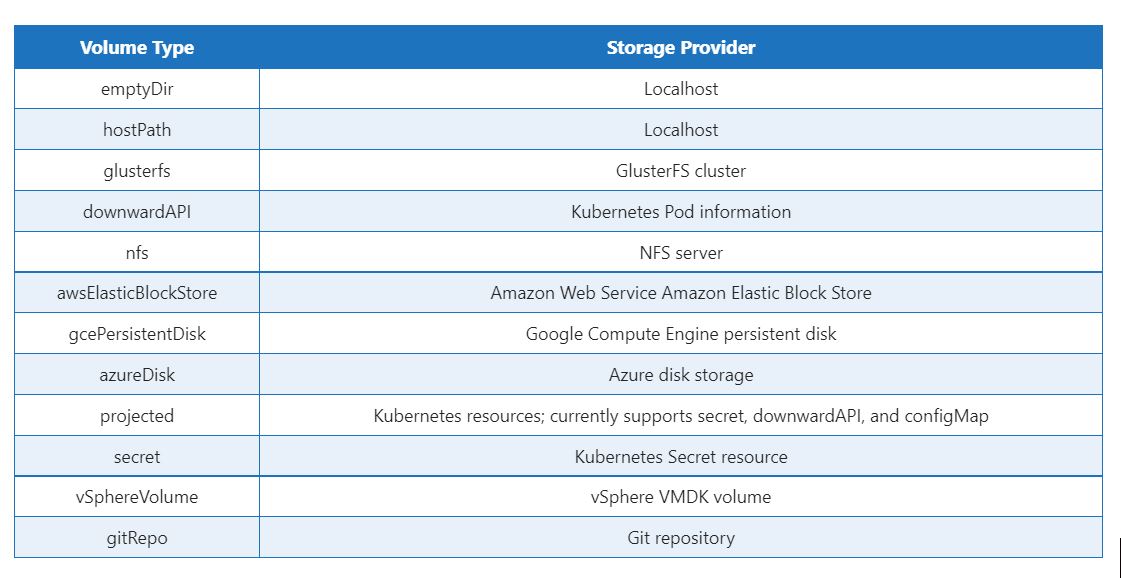 Volume Type Storage Provider
emptyDir Localhost
hostPath Localhost
glusterfs GlusterFS cluster
downwardAPI Kubernetes Pod information
nfs NFS server
awsElasticBlockStore Amazon Web Service Amazon Elastic Block Store
gcePersistentDisk Google Compute Engine persistent disk
azureDisk Azure disk storage
projected Kubernetes resources; currently supports secret, downwardAPI, and configMap
secret Kubernetes Secret resource
vSphereVolume vSphere VMDK volume
gitRepo Git repository